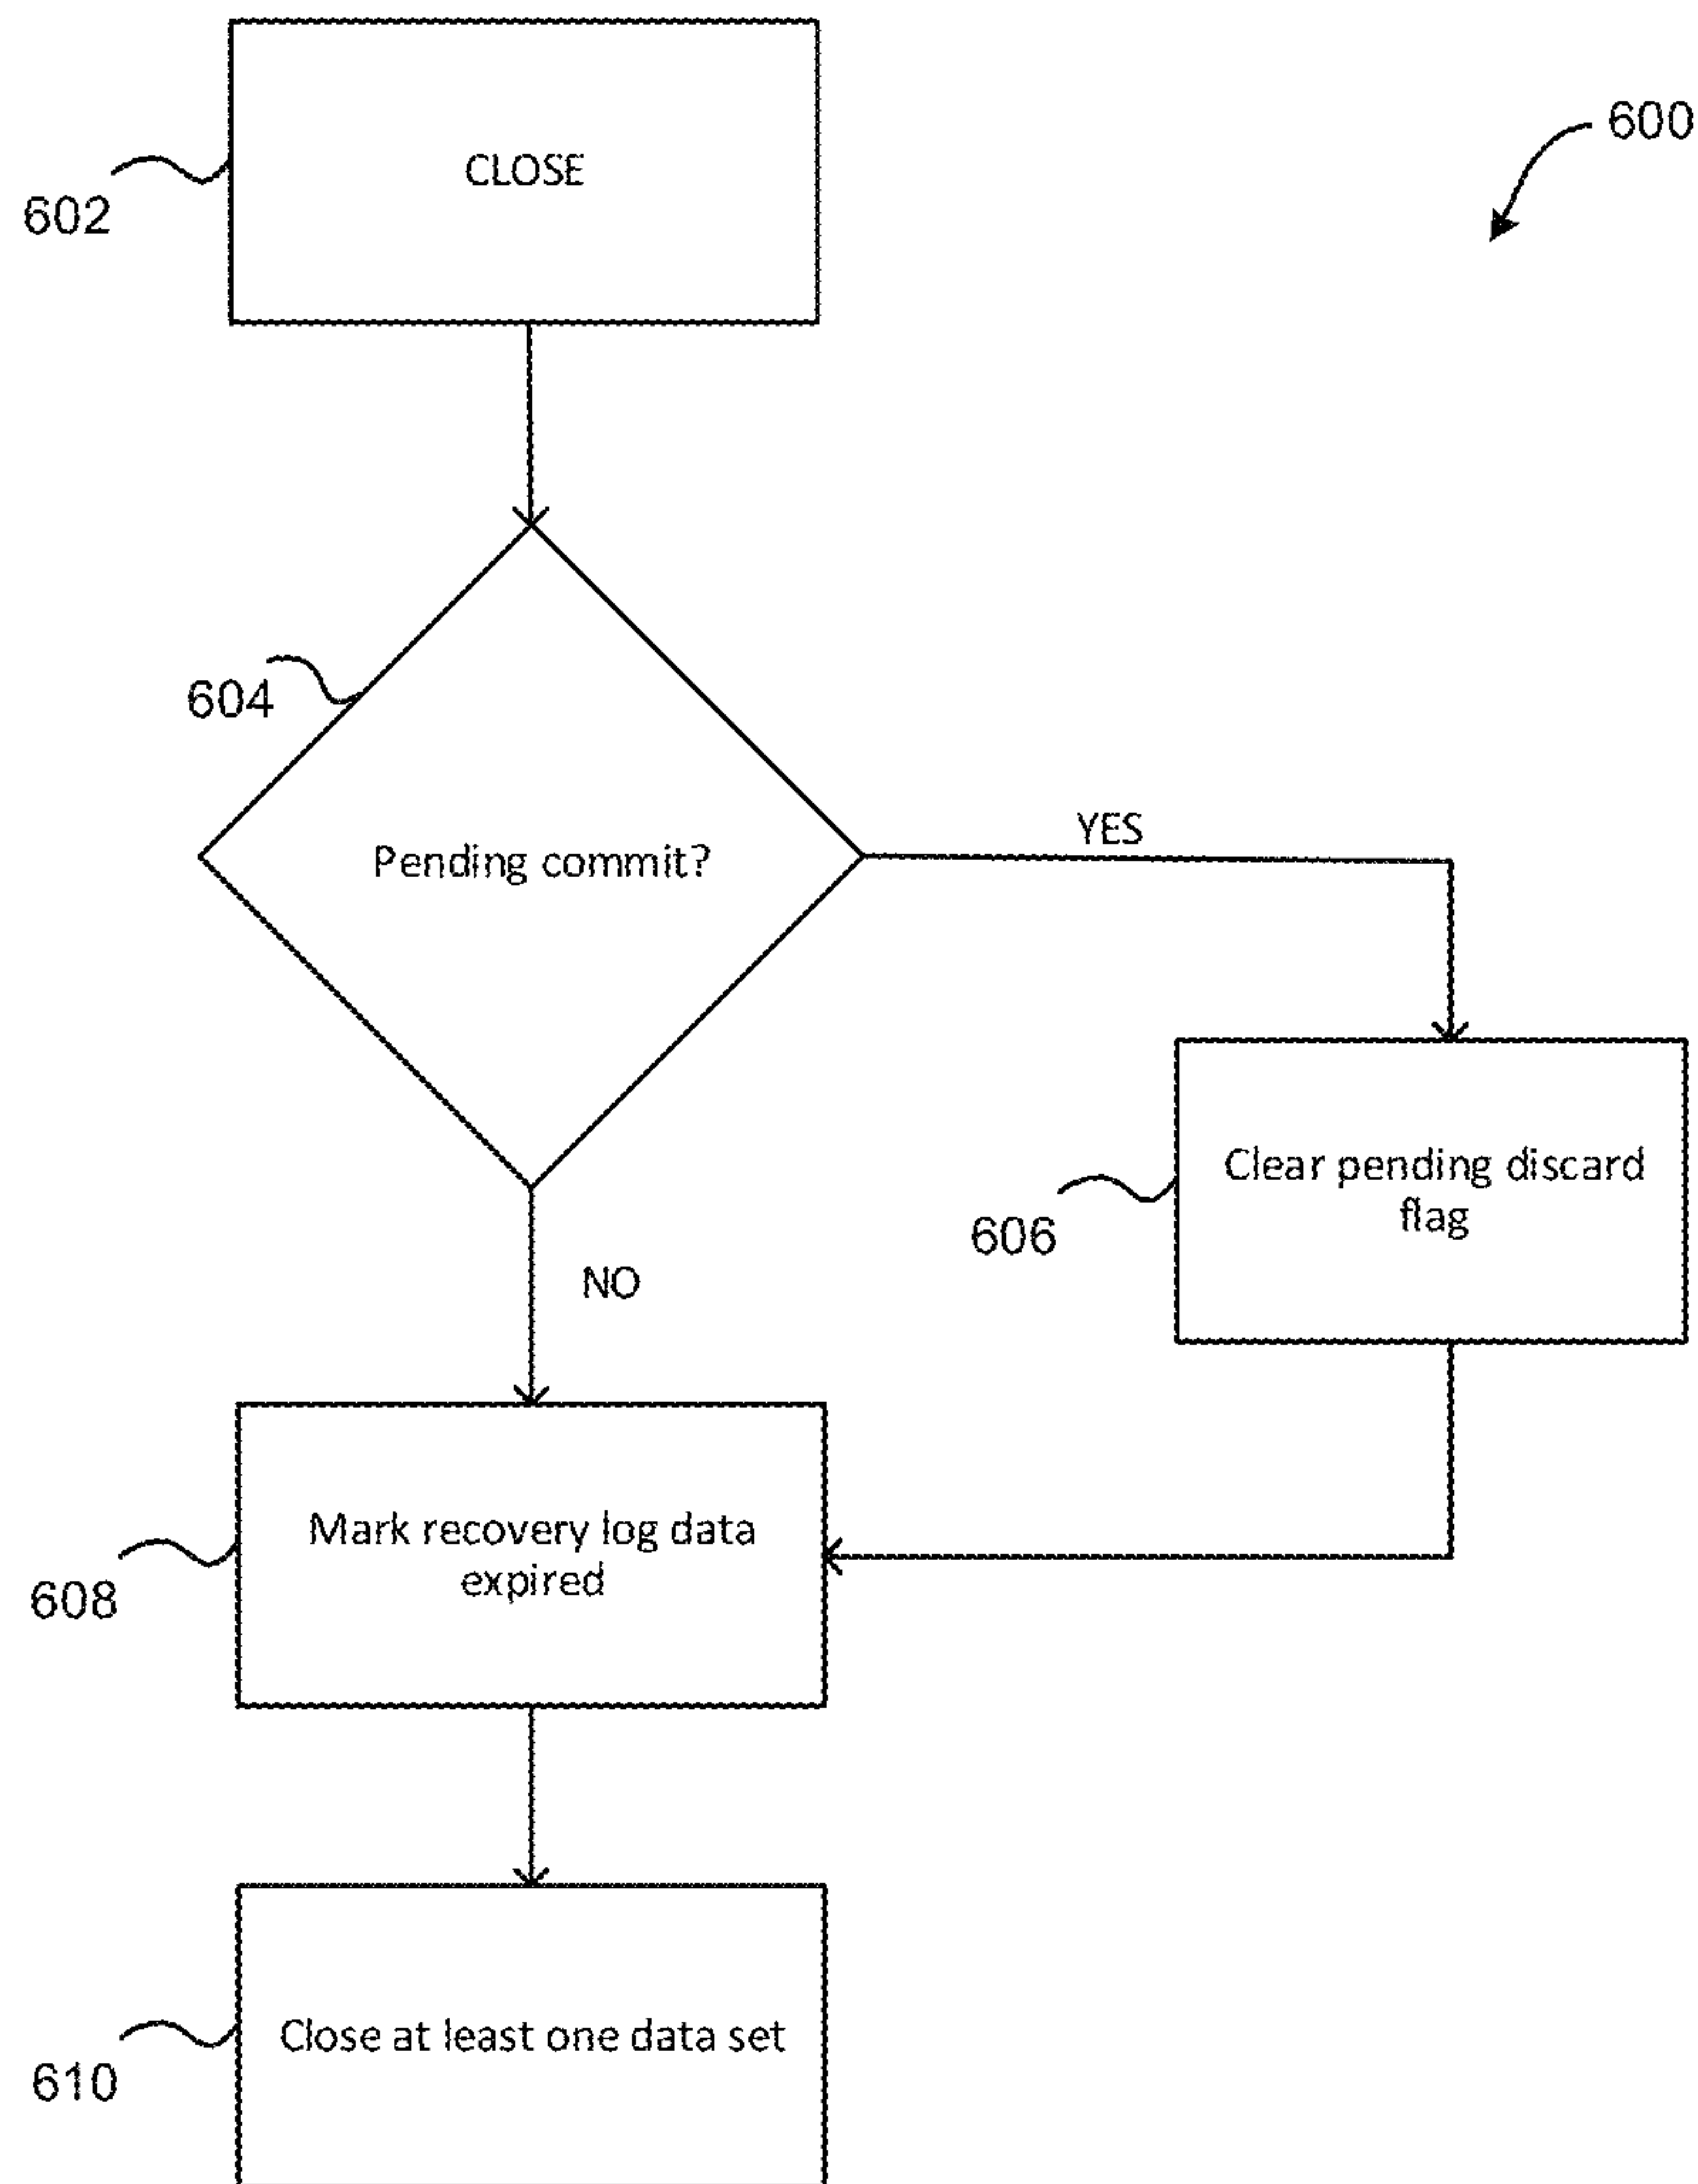 CLOSE
600
602
604
Pending commit?
YES
Clear pending discard
flag
606
NO
Mark recovery log data
expired
608
Close at least one data set
610